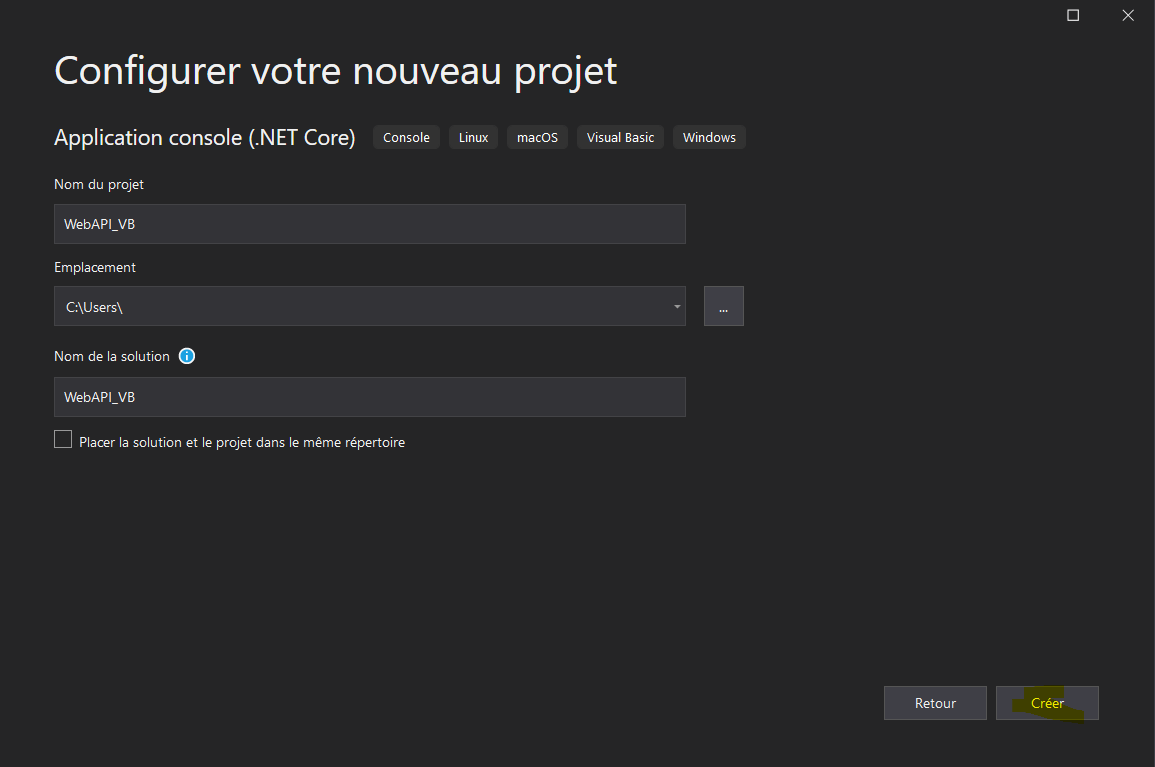 Configurer votre nouveau projet
Application console (.NET Core) Console Linux macOS Visual Basic Windows
Nom du projet
WebAPI_VB
Emplacement
C:\Users\
...
Nom de la solution
WebAPI_VB
Placer la solution et le projet dans le même répertoire
Retour Créer